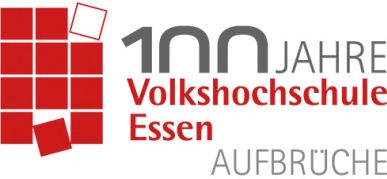 100 JAHRE
Volkshochschule
Essen
AUFBRÜCHE